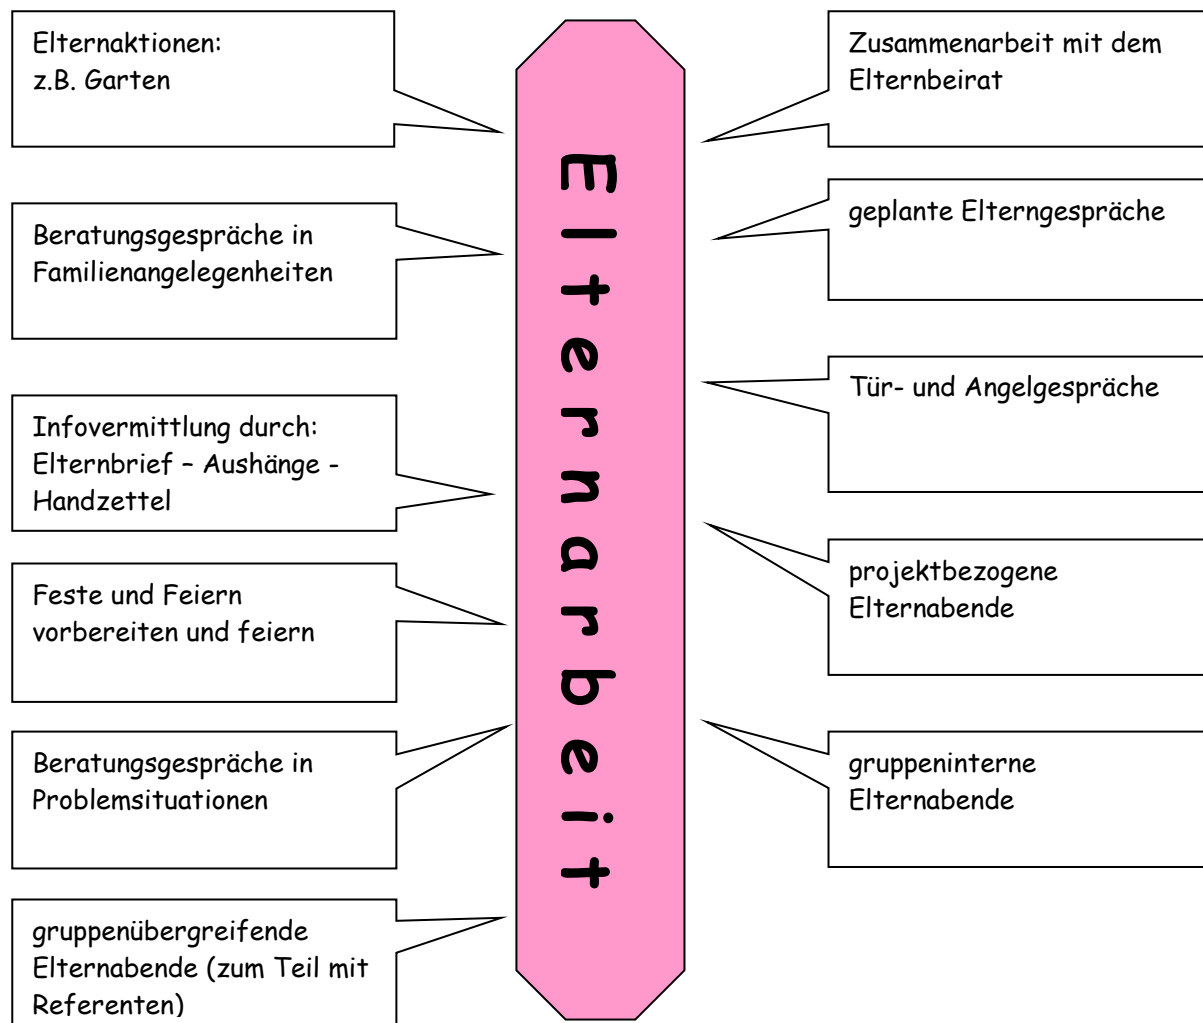 Elternaktionen:
z.B. Garten
Beratungsgespräche in
Familienangelegenheiten
Infovermittlung durch:
Elternbrief – Aushänge -
Handzettel
Feste und Feiern
vorbereiten und feiern
Beratungsgespräche in
Problemsituationen
gruppenübergreifende
Elternabende (zum Teil mit
Referenten)
Elternarbeit
Zusammenarbeit mit dem
Elternbeirat
geplante Elterngespräche
Tür- und Angelgespräche
projektbezogene
Elternabende
gruppeninterne
Elternabende